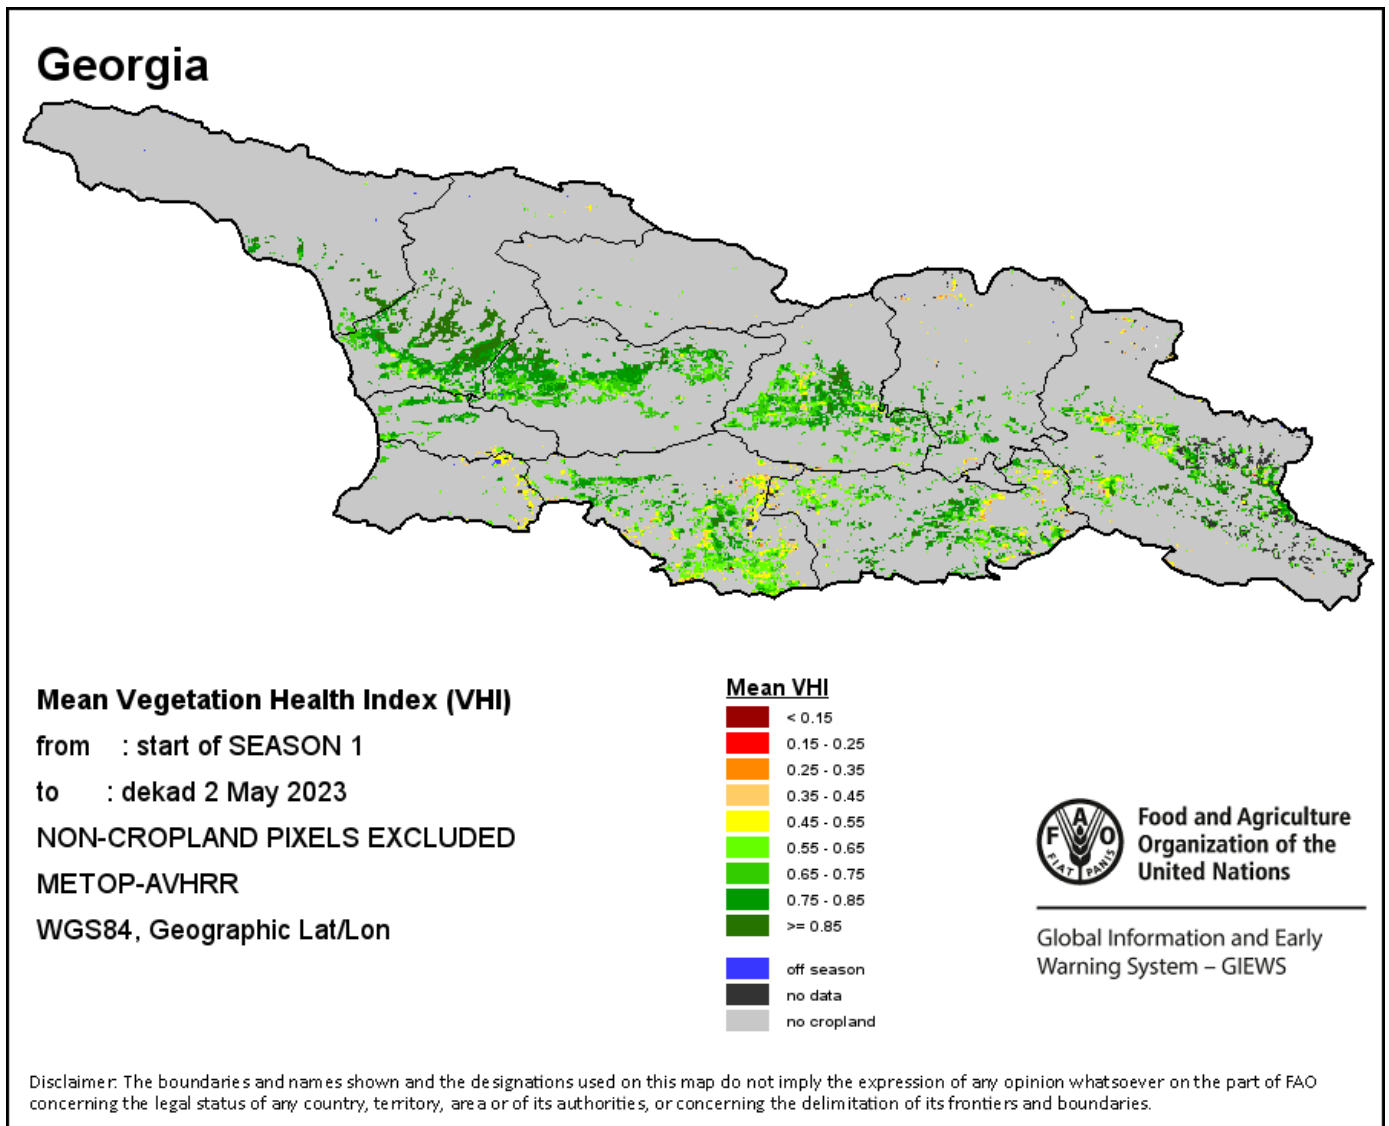 Georgia
Mean Vegetation Health Index (VHI)
from : start of SEASON 1
to : dekad 2 May 2023
NON-CROPLAND PIXELS EXCLUDED
METOP-AVHRR
WGS84, Geographic Lat/Lon
Mean VHI
< 0.15
0.15 - 0.25
0.25 - 0.35
0.35 - 0.45
0.45 - 0.55
0.55 - 0.65
0.65 - 0.75
0.75 - 0.85
>= 0.85
off season
no data
no cropland
F A O
FIAT PANIS
Food and Agriculture
Organization of the
United Nations
Global Information and Early
Warning System – GIEWS
Disclaimer: The boundaries and names shown and the designations used on this map do not imply the expression of any opinion whatsoever on the part of FAO
concerning the legal status of any country, territory, area or of its authorities, or concerning the delimitation of its frontiers and boundaries.